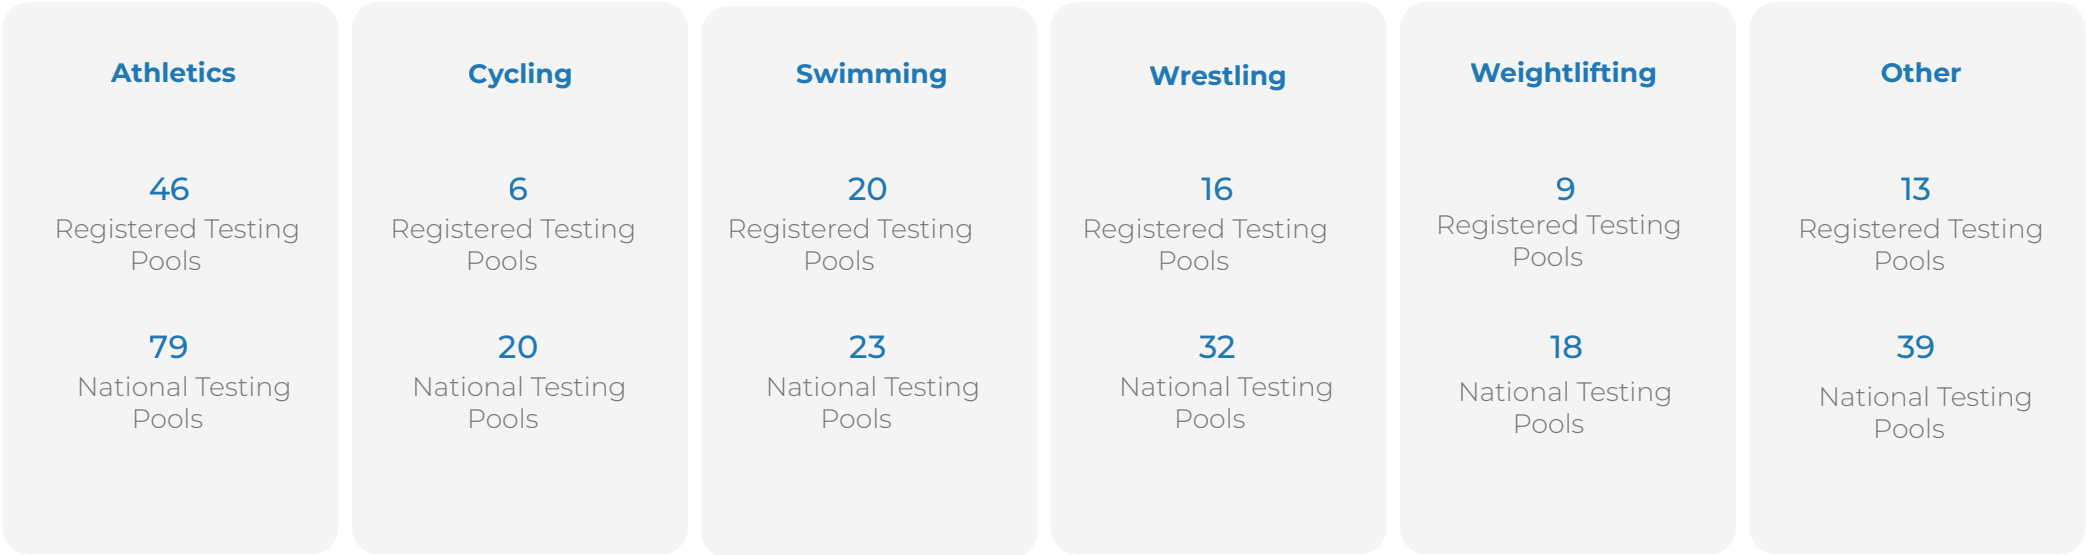 Athletics
46
Registered Testing
Pools
79
National Testing
Pools
Cycling
6
Registered Testing
Pools
20
National Testing
Pools
Swimming
20
Registered Testing
Pools
23
National Testing
Pools
Wrestling
16
Registered Testing
Pools
32
National Testing
Pools
Weightlifting
9
Registered Testing
Pools
18
National Testing
Pools
Other
13
Registered Testing
Pools
39
National Testing
Pools